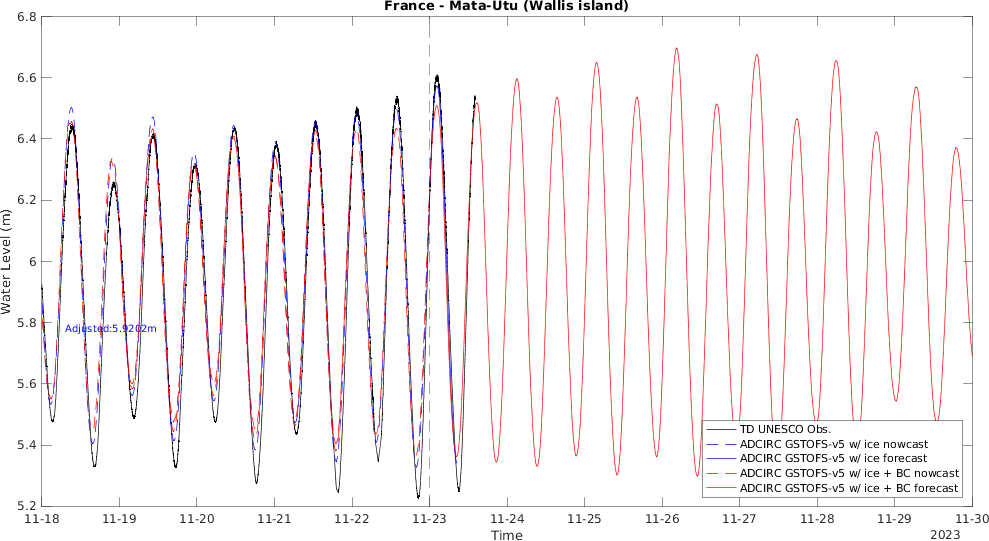 France - Mata-Utu (Wallis island)
6.8
6.6
6.4
6.2
6
5.8
5.6
5.4
5.2
Water Level (m)
Adjusted:5.9202m
TD UNESCO Obs.
ADCIRC GSTOFS-v5 w/ ice nowcast
ADCIRC GSTOFS-v5 w/ ice forecast
ADCIRC GSTOFS-v5 w/ ice + BC nowcast
ADCIRC GSTOFS-v5 w/ ice + BC forecast
11-18 11-19 11-20 11-21 11-22 11-23 11-24 11-25 11-26 11-27 11-28 11-29 11-30
Time
2023